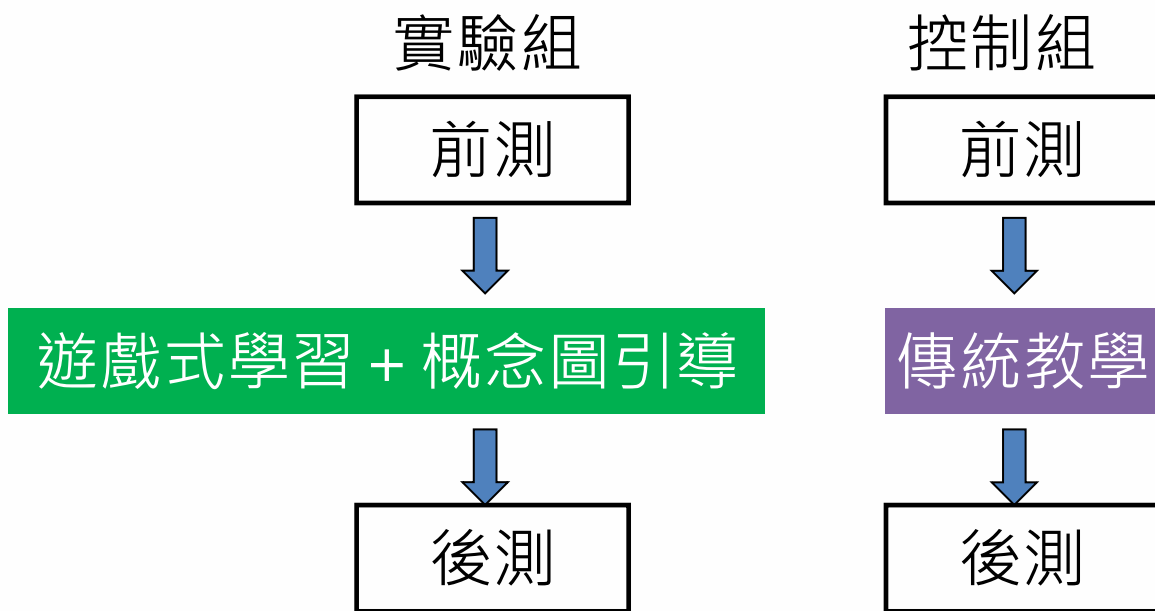 實驗組
控制組
前測
前測
遊戲式學習 + 概念圖引導
傳統教學
後測
後測